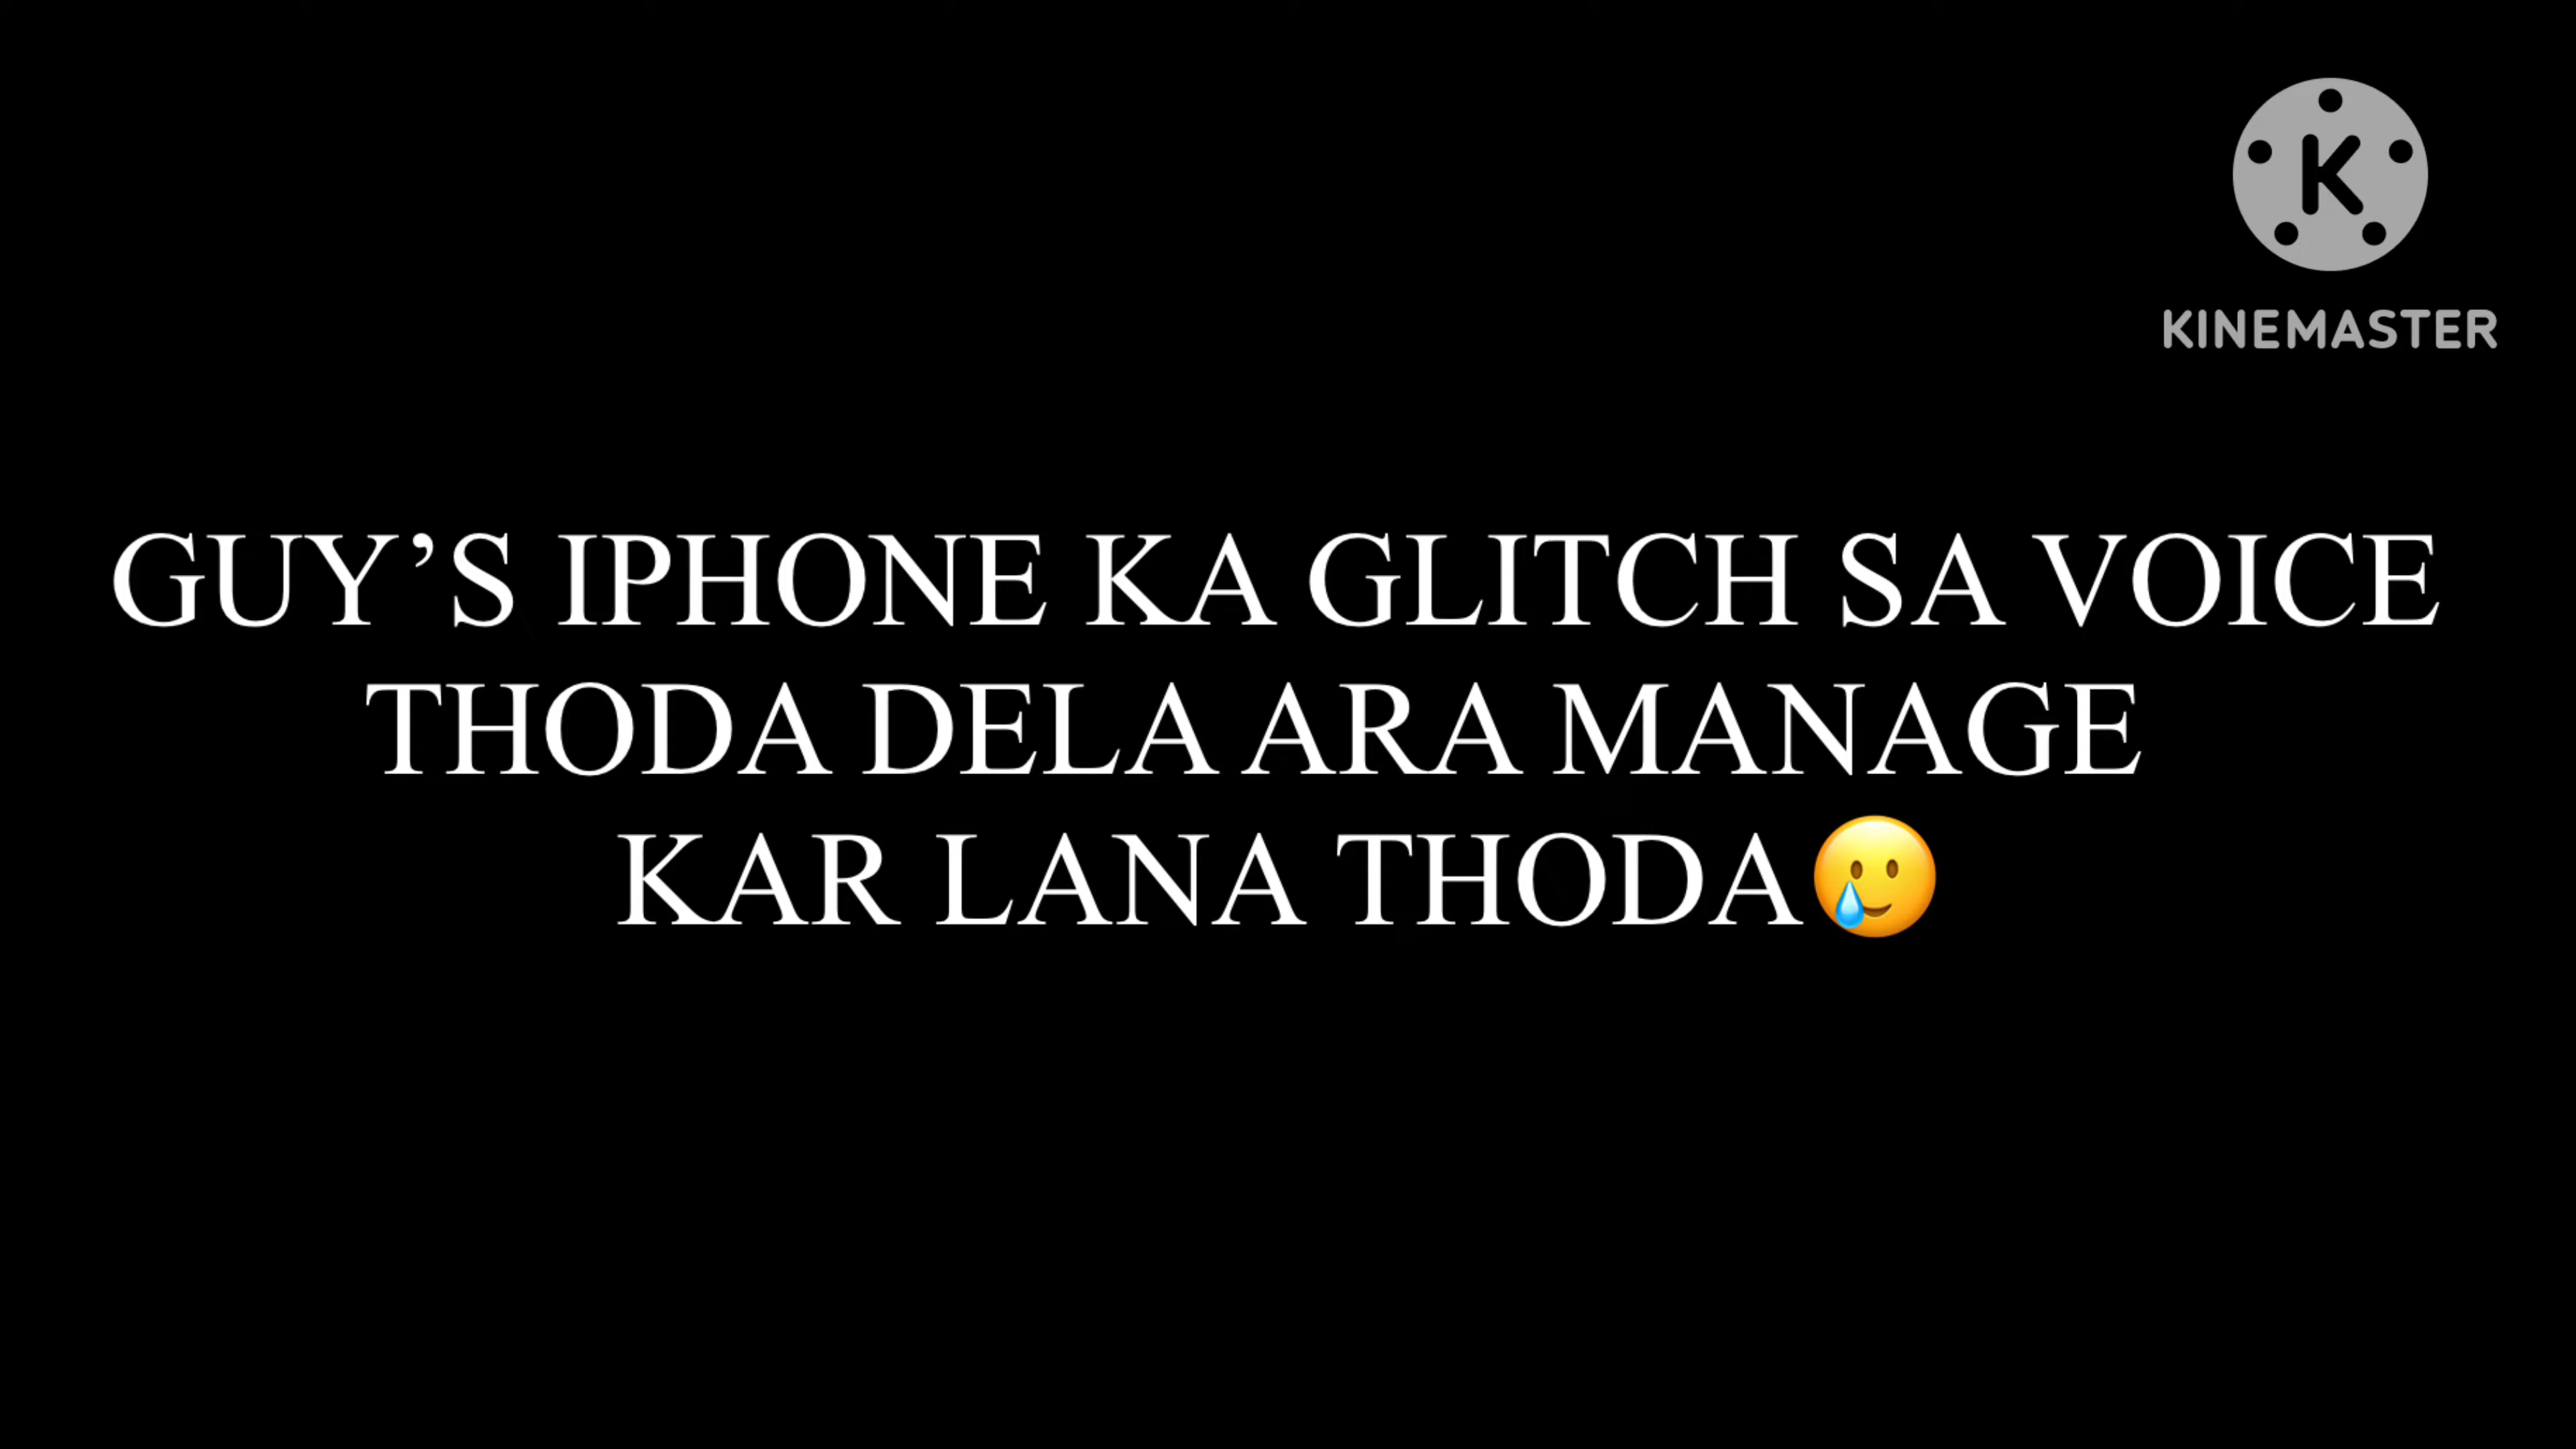 KINEMASTER
GUY’S IPHONE KA GLITCH SA VOICE
THODA DELA ARA MANAGE
KAR LANA THODA🥲